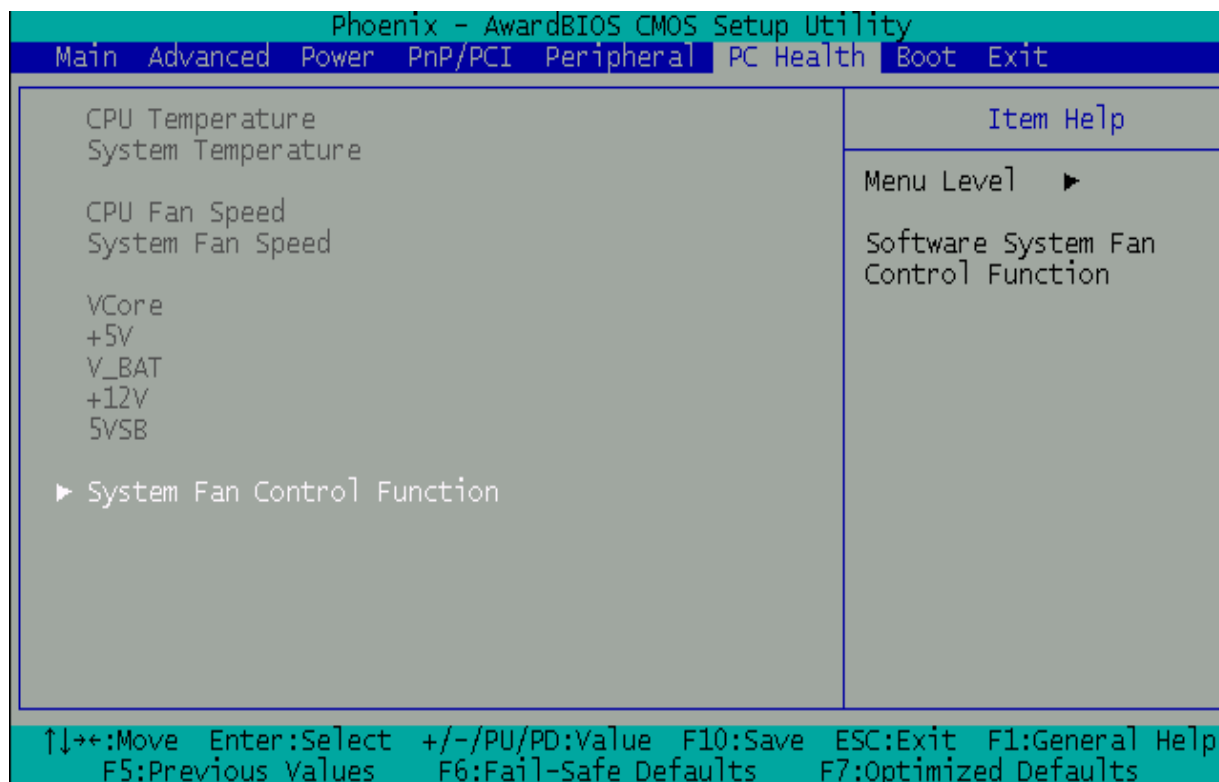 Phoenix - AwardBIOS CMOS Setup Utility
Main Advanced Power PnP/PCI Peripheral PC Health Boot Exit
CPU Temperature
System Temperature
CPU Fan Speed
System Fan Speed
VCore
+5V
V_BAT
+12V
5VSB
► System Fan Control Function
Item Help
Menu Level ►
Software System Fan
Control Function
↑↓→←:Move Enter:Select +/-/PU/PD:Value F10:Save ESC:Exit F1:General Help
F5:Previous Values F6:Fail-Safe Defaults F7:Optimized Defaults